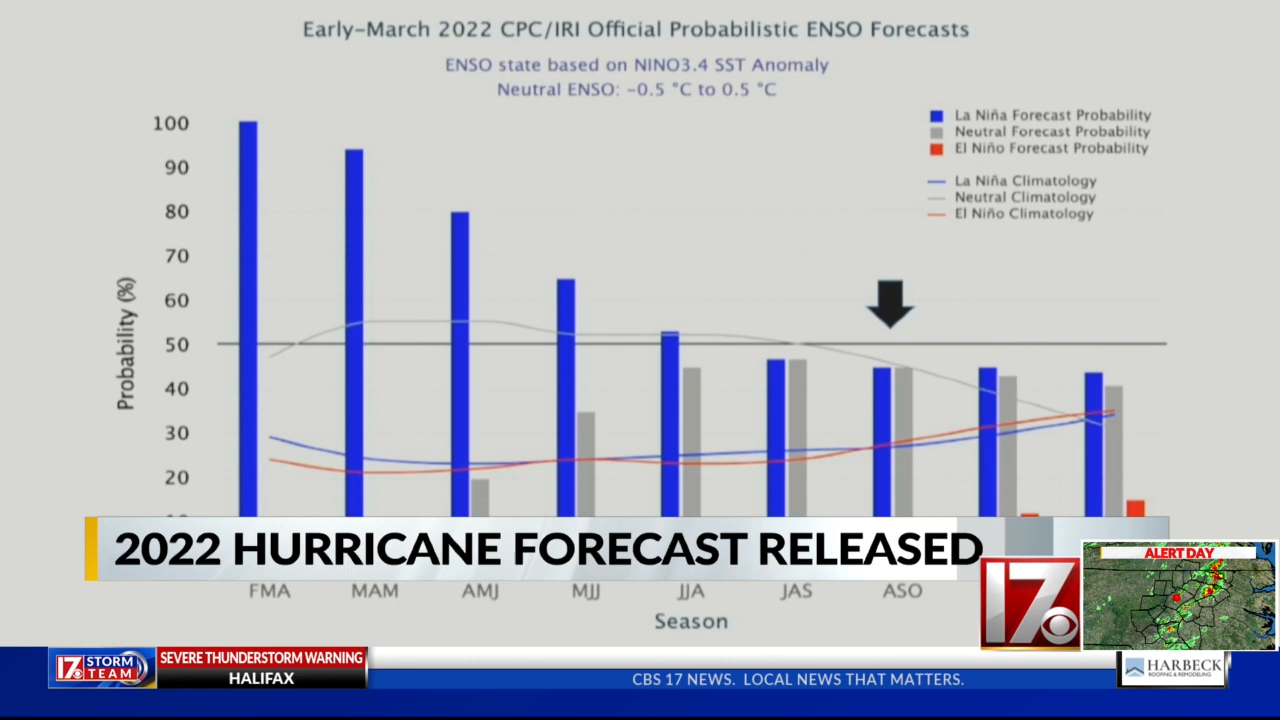 Early-March 2022 CPC/IRI Official Probabilistic ENSO Forecasts
ENSO state based on NINO3.4 SST Anomaly
Neutral ENSO: -0.5 °C to 0.5 °C
La Niña Forecast Probability
Neutral Forecast Probability
El Niño Forecast Probability
La Niña Climatology
Neutral Climatology
El Niño Climatology
Probability (%)
100
90
80
70
60
50
40
30
20
2022 HURRICANE FORECAST RELEASED
FMA
MAM
AMJ
MJJ
JJA
JAS
ASO
Season
17
ALERT DAY
17 STORM TEAM
SEVERE THUNDERSTORM WARNING
HALIFAX
CBS 17 NEWS. LOCAL NEWS THAT MATTERS.
HARBECK
ROOFING & REMODELING